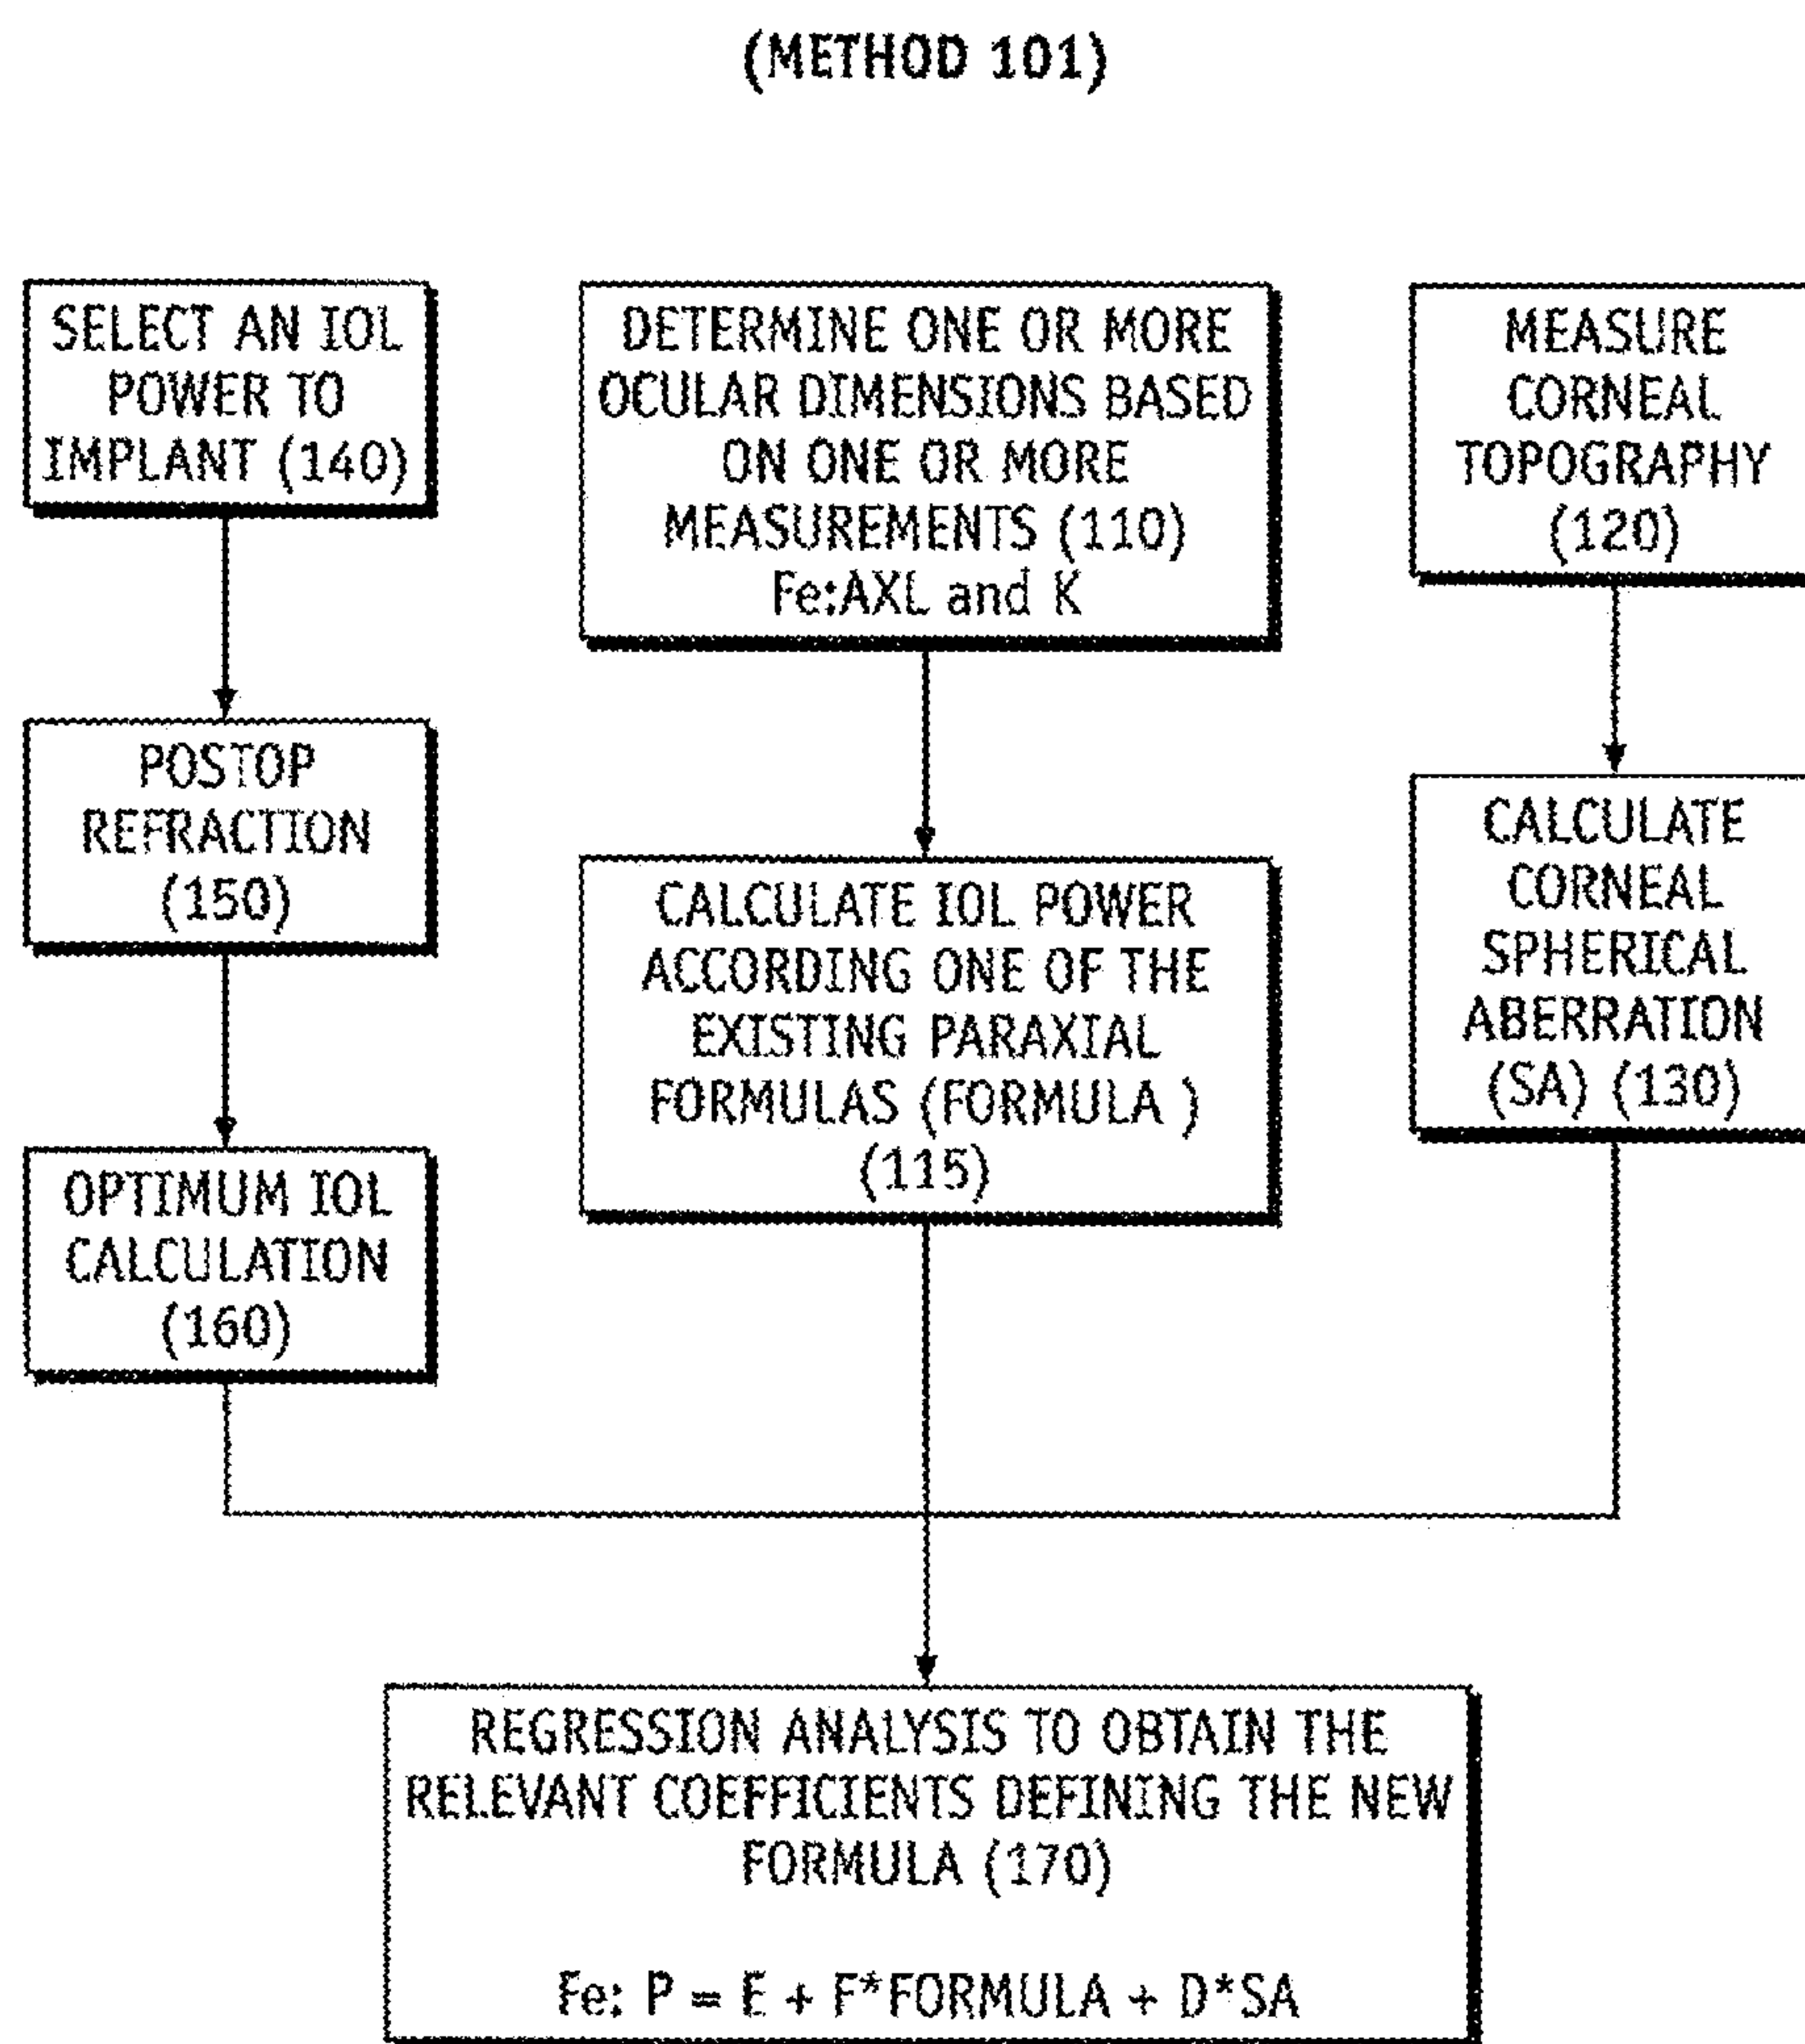 (METHOD 101)
SELECT AN IOL
POWER TO
IMPLANT (140)
POSTOP
REFRACTION
(150)
OPTIMUM IOL
CALCULATION
(160)
DETERMINE ONE OR MORE
OCULAR DIMENSIONS BASED
ON ONE OR MORE
MEASUREMENTS (110)
Fe:AXL and K
CALCULATE IOL POWER
ACCORDING ONE OF THE
EXISTING PARAXIAL
FORMULAS (FORMULA )
(115)
MEASURE
CORNEAL
TOPOGRAPHY
(120)
CALCULATE
CORNEAL
SPHERICAL
ABERRATION
(SA) (130)
REGRESSION ANALYSIS TO OBTAIN THE
RELEVANT COEFFICIENTS DEFINING THE NEW
FORMULA (170)
Fe: P = E + F*FORMULA + D*SA